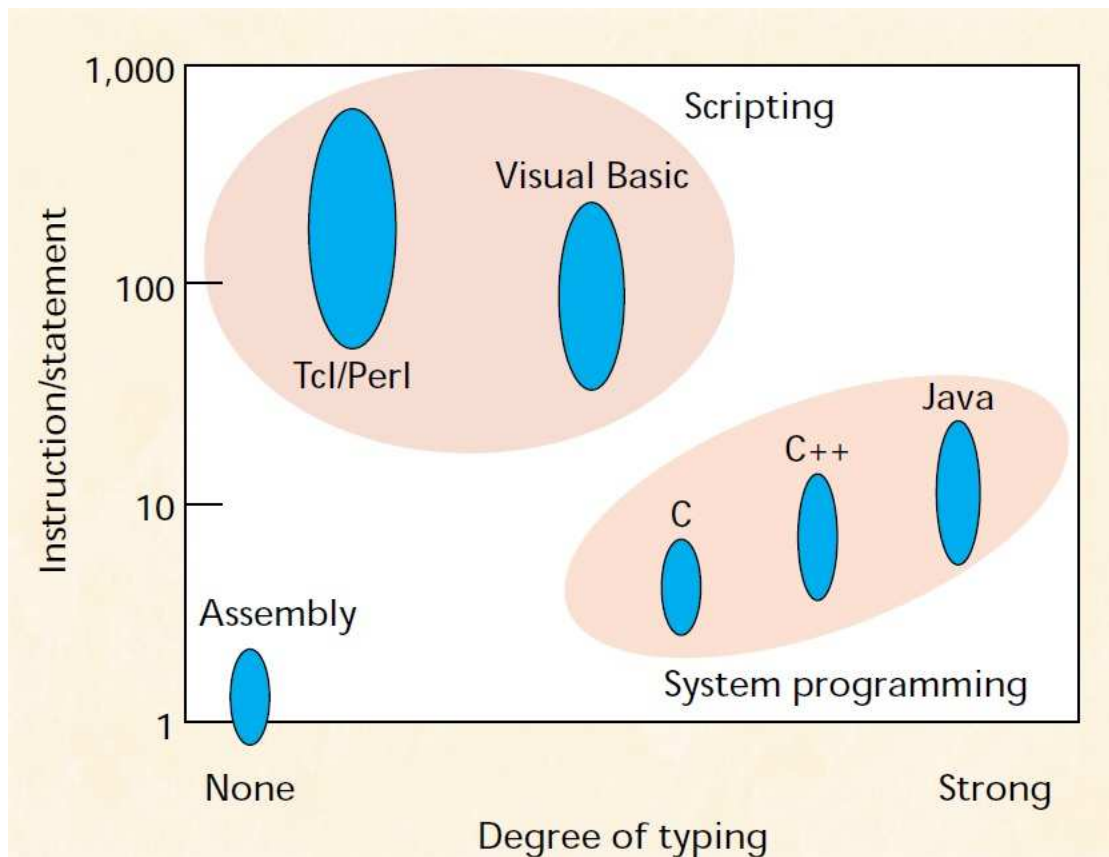 1,000
Scripting
Visual Basic
100
Tcl/Perl
Java
C++
10
C
Assembly
System programming
1
None
Strong
Degree of typing
Instruction/statement